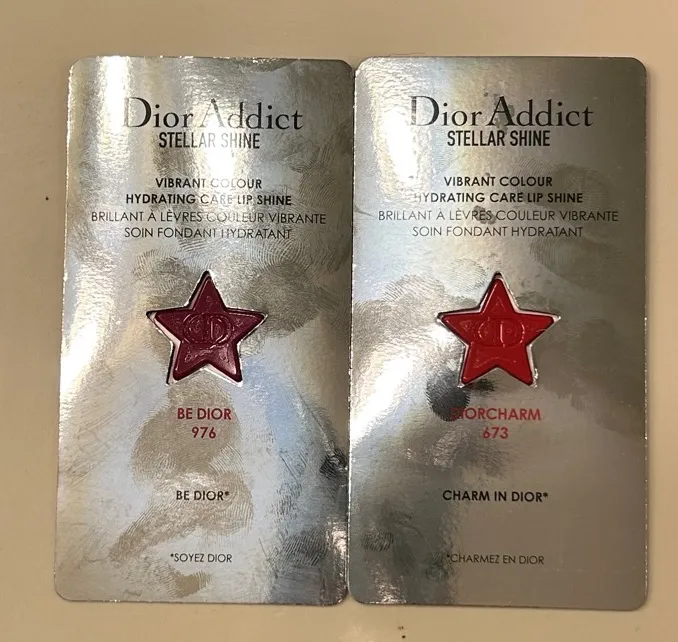 Dior Addict
STELLAR SHINE
VIBRANT COLOUR
HYDRATING CARE LIP SHINE
BRILLANT À LÈVRES COULEUR VIBRANTE
SOIN FONDANT HYDRATANT
CD
BE DIOR
976
BE DIOR*
*SOYEZ DIOR
Dior Addict
STELLAR SHINE
VIBRANT COLOUR
HYDRATING CARE LIP SHINE
BRILLANT À LÈVRES COULEUR VIBRANTE
SOIN FONDANT HYDRATANT
CD
DIORCHARM
673
CHARM IN DIOR*
*CHARMEZ EN DIOR